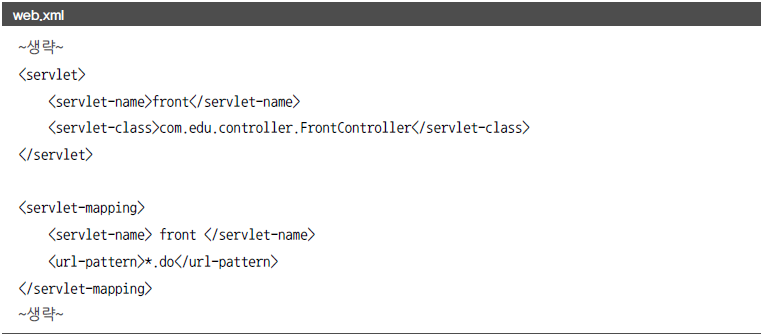 web.xml
~생략~
<servlet>
<servlet-name>front</servlet-name>
<servlet-class>com.edu.controller.FrontController</servlet-class>
</servlet>
<servlet-mapping>
<servlet-name> front </servlet-name>
<url-pattern>*.do</url-pattern>
</servlet-mapping>
~생략~